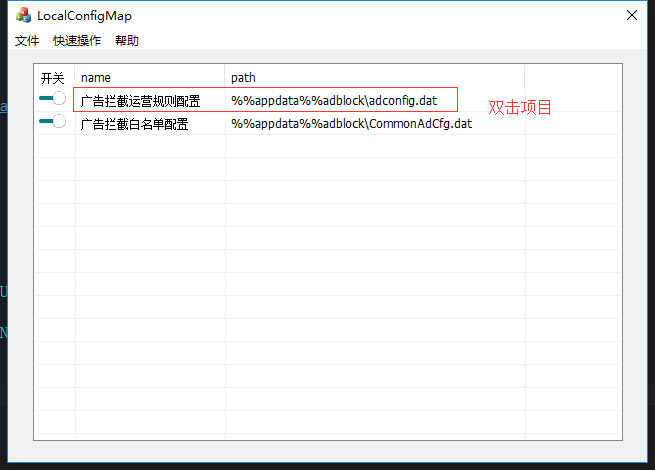 LocalConfigMap
文件 快速操作 帮助
开关 name path
广告拦截运营规则配置 %%appdata%%adblock\adconfig.dat 双击项目
广告拦截白名单配置 %%appdata%%adblock\CommonAdCfg.dat
a
U
N